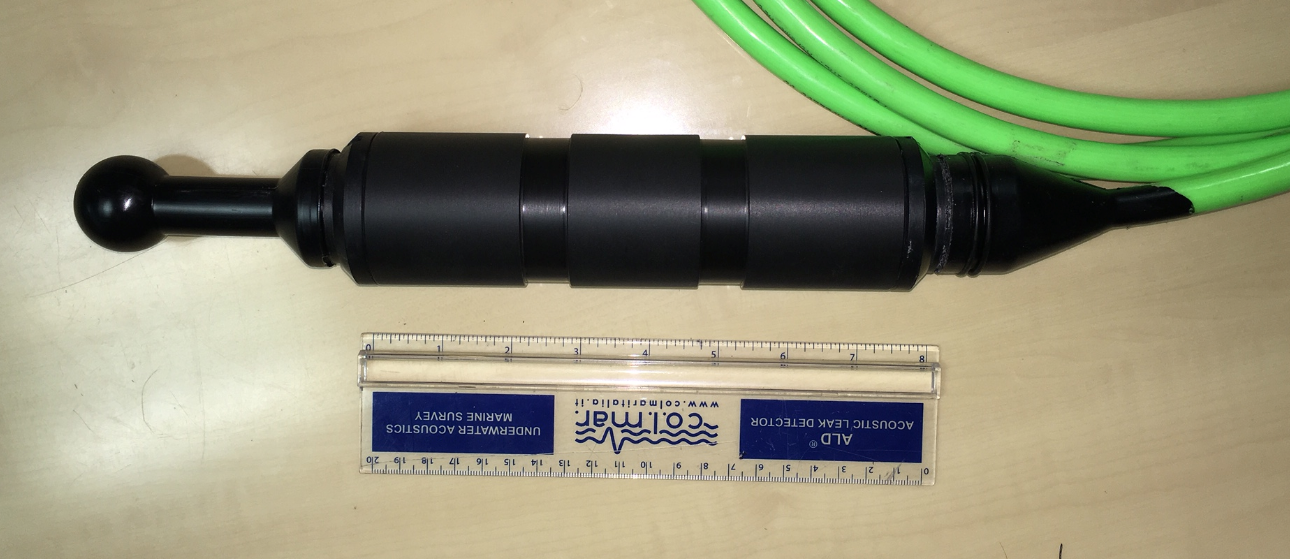 0 1 2 3 4 5 6 7 8
UNDERWATER ACOUSTICS
MARINE SURVEY
co.l.mar.
www.colmaritalia.it
ALD®
ACOUSTIC LEAK DETECTOR
0 1 2 3 4 5 6 7 8 9 10 11 12 13 14 15 16 17 18 19 20